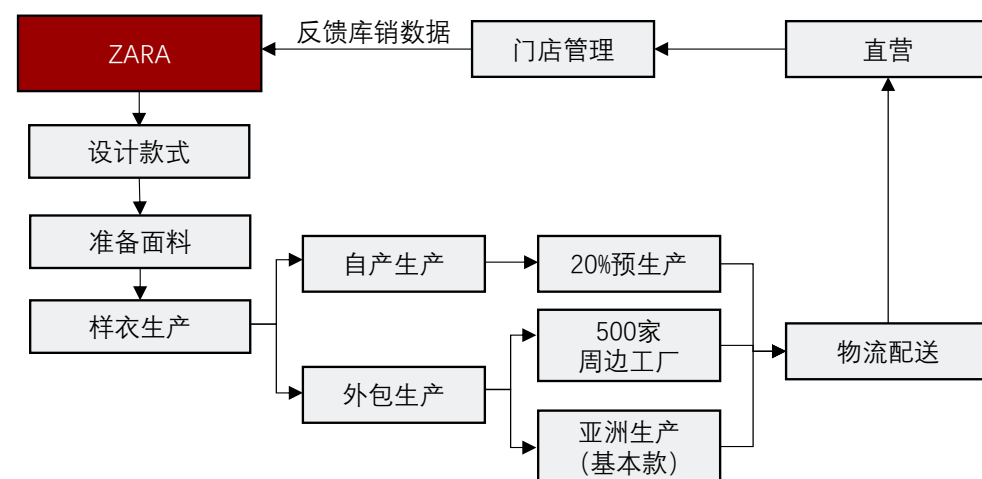 ZARA
反馈库销数据
门店管理
直营
设计款式
准备面料
样衣生产
自产生产
20%预生产
外包生产
500家
周边工厂
亚洲生产
（基本款）
物流配送